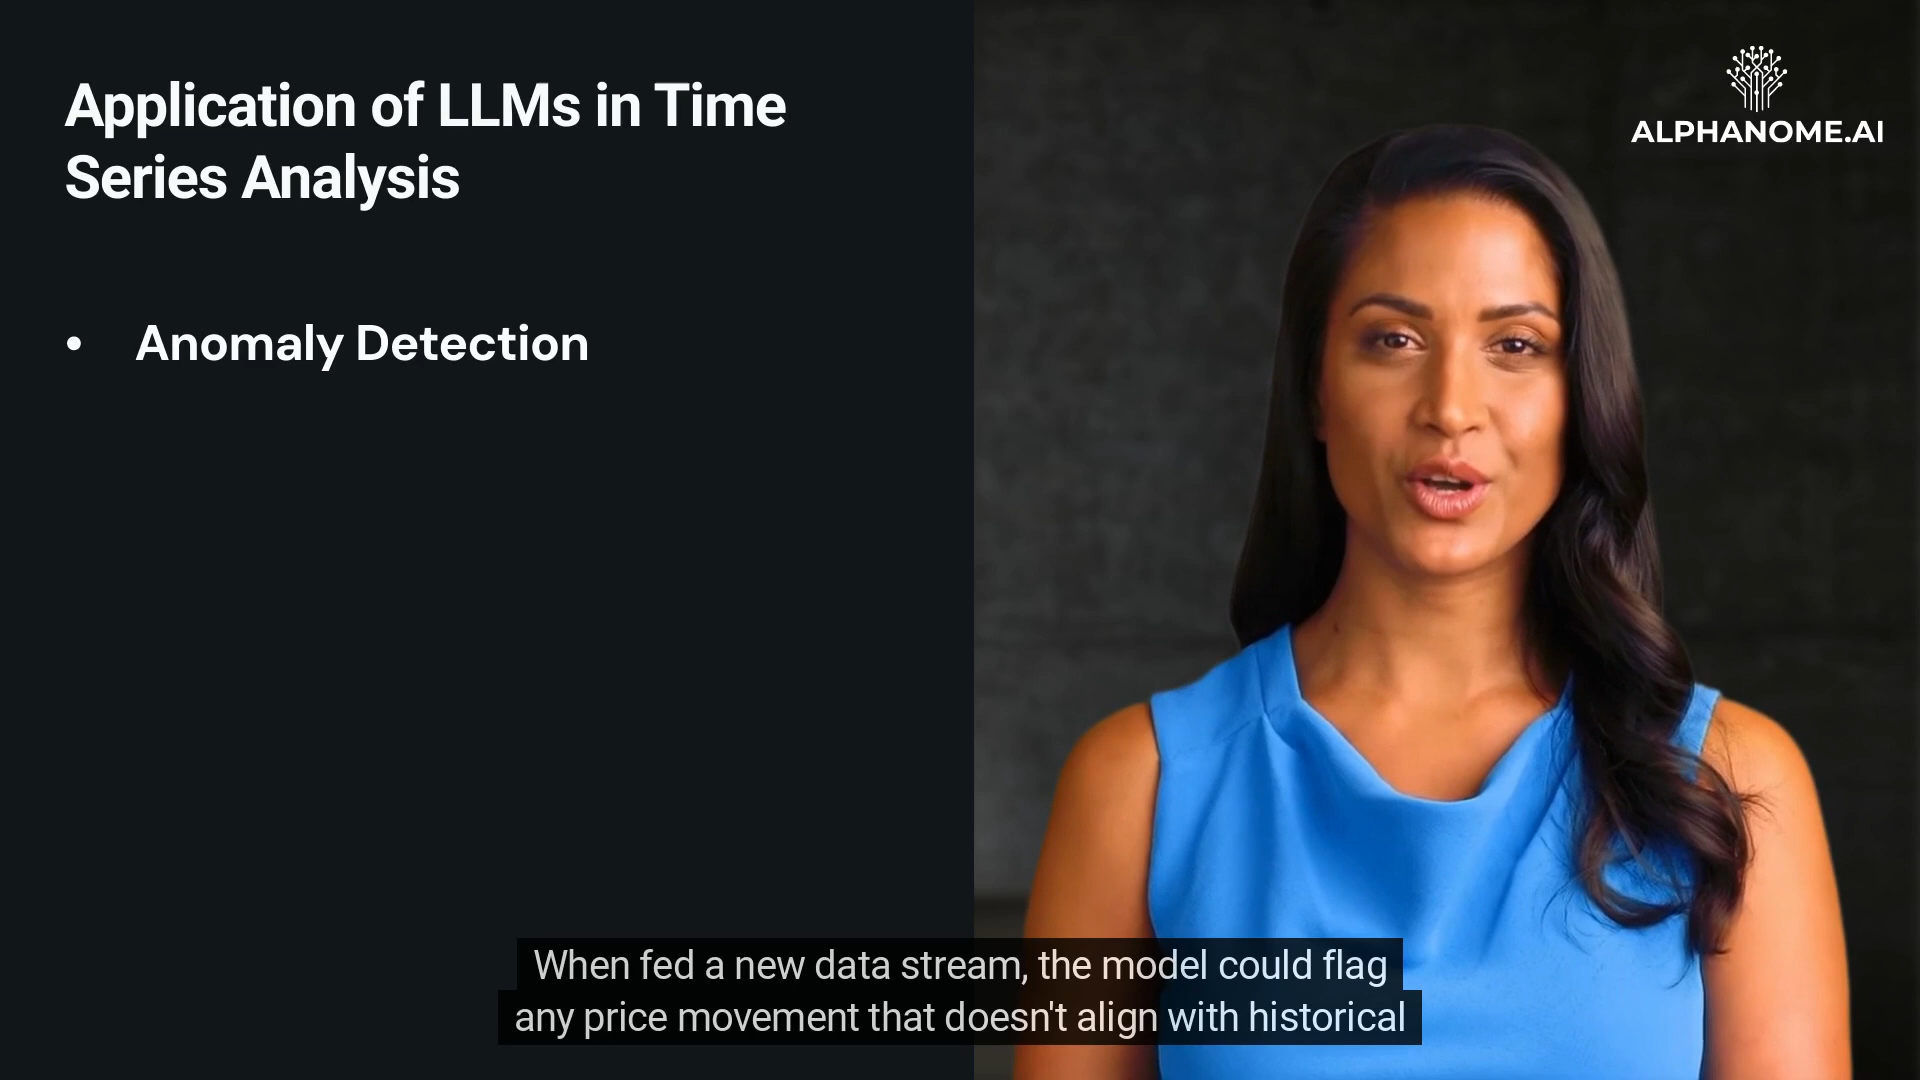 Application of LLMs in Time
Series Analysis
• Anomaly Detection
ALPHANOME.AI
When fed a new data stream, the model could flag
any price movement that doesn't align with historical